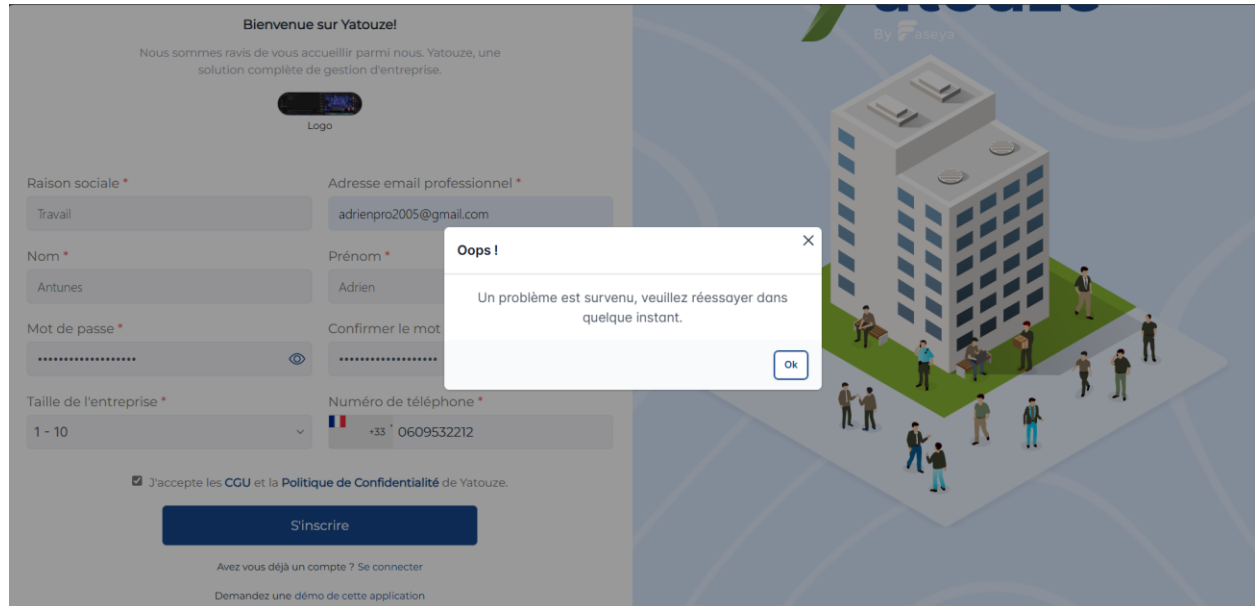 Bienvenue sur Yatouze!
Nous sommes ravis de vous accueillir parmi nous. Yatouze, une
solution complète de gestion d'entreprise.
Logo
Raison sociale *
Adresse email professionnel *
Travail
adrienpro2005@gmail.com
Nom *
Prénom *
Antunes
Adrien
Mot de passe *
Confirmer le mot
Taille de l'entreprise *
Numéro de téléphone *
1 - 10
+33 0609532212
J'accepte les CGU et la Politique de Confidentialité de Yatouze.
S'inscrire
Avez vous déjà un compte ? Se connecter
Demandez une démo de cette application
Oops !
Un problème est survenu, veuillez réessayer dans
quelque instant.
Ok
By Faseya